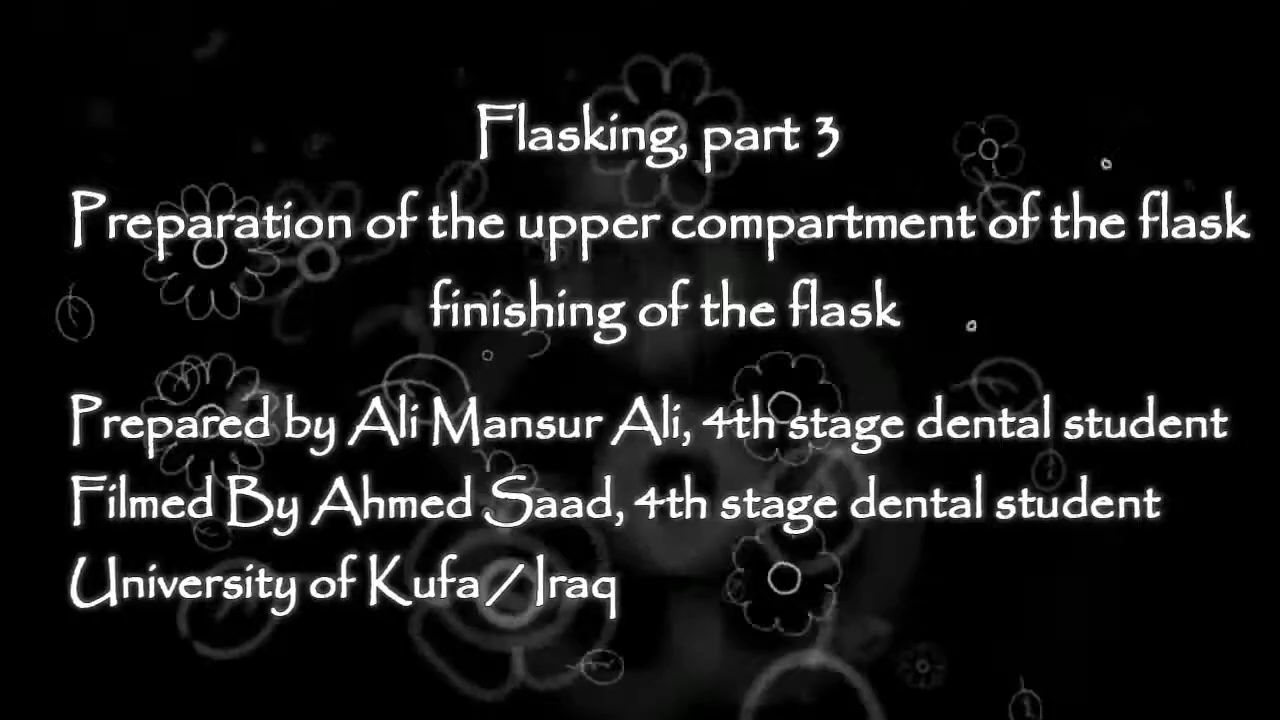 Flasking, part 3
Preparation of the upper compartment of the flask
finishing of the flask
Prepared by Ali Mansur Ali, 4th stage dental student
Filmed By Ahmed Saad, 4th stage dental student
University of Kufa/Iraq